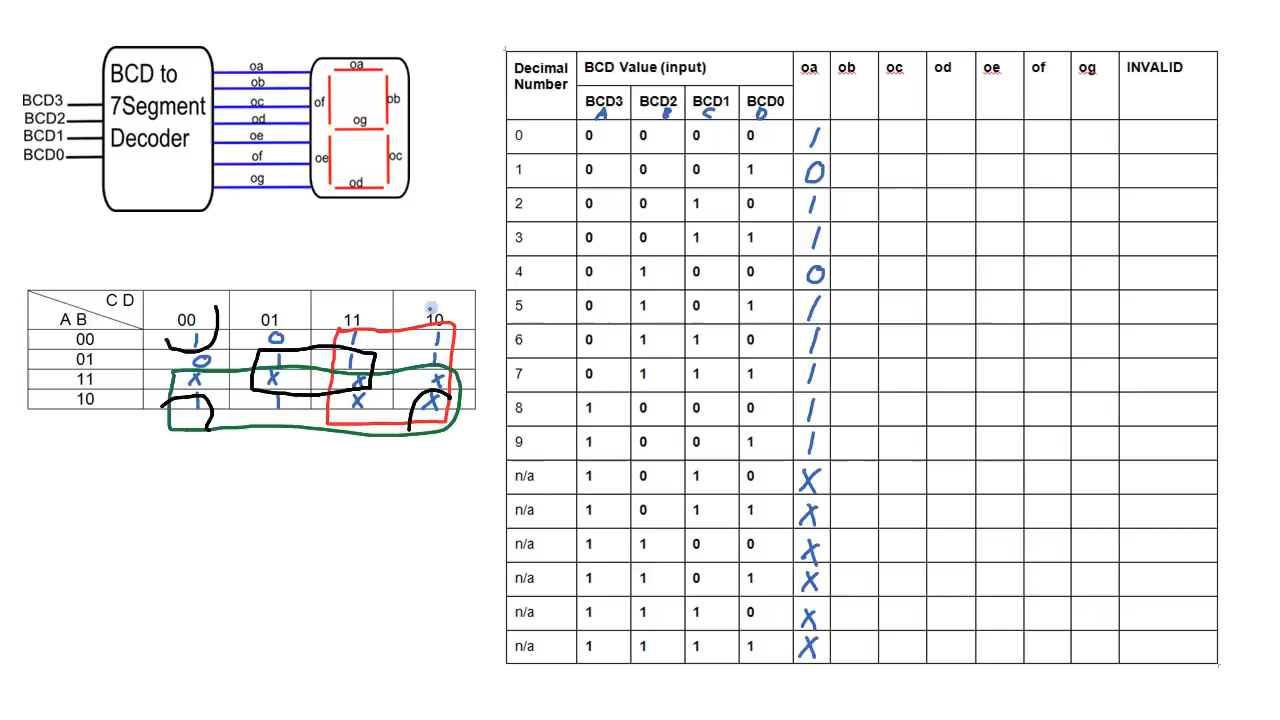 BCD to
7Segment
Decoder
BCD3
BCD2
BCD1
BCD0
oa
ob
oc
od
oe
of
og
oa
of
ob
og
oe
oc
od
C D
A B
00 01 11 10
00 1 0 1 1
01 0 1 1 1
11 X X X X
10 1 1 X X
Decimal Number BCD Value (input) oa ob oc od oe of og INVALID
BCD3 BCD2 BCD1 BCD0
A B C D
0 0 0 0 0 1
1 0 0 0 1 0
2 0 0 1 0 1
3 0 0 1 1 1
4 0 1 0 0 0
5 0 1 0 1 1
6 0 1 1 0 1
7 0 1 1 1 1
8 1 0 0 0 1
9 1 0 0 1 1
n/a 1 0 1 0 X
n/a 1 0 1 1 X
n/a 1 1 0 0 X
n/a 1 1 0 1 X
n/a 1 1 1 0 X
n/a 1 1 1 1 X